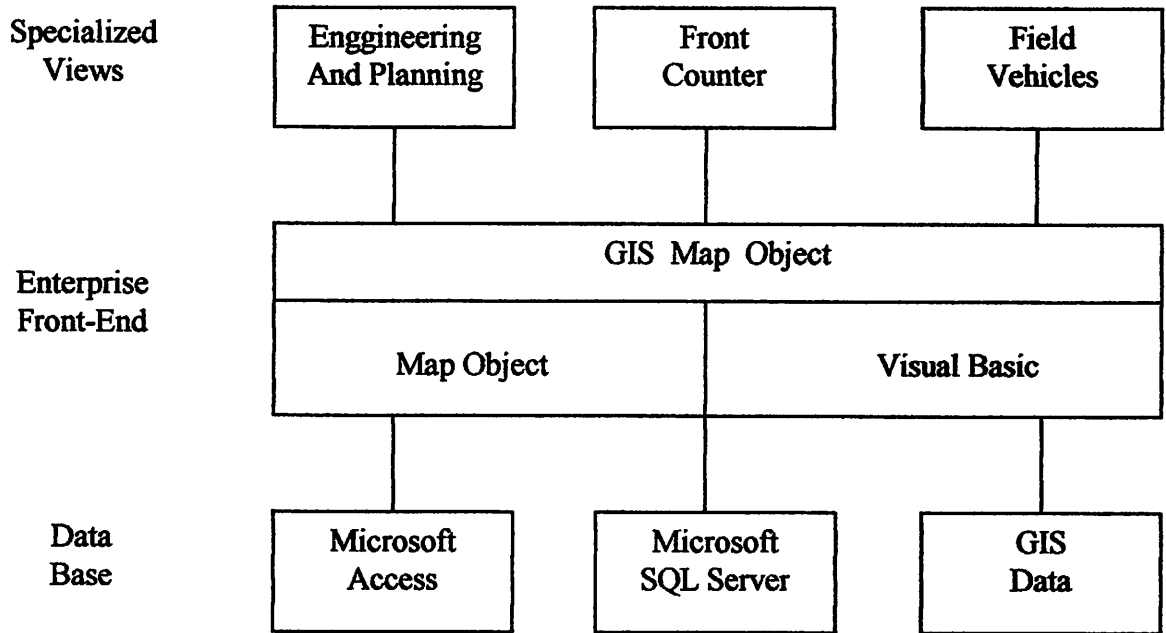 Specialized
Views
Enggineering
And Planning
Front
Counter
Field
Vehicles
Enterprise
Front-End
GIS Map Object
Map Object
Visual Basic
Data
Base
Microsoft
Access
Microsoft
SQL Server
GIS
Data